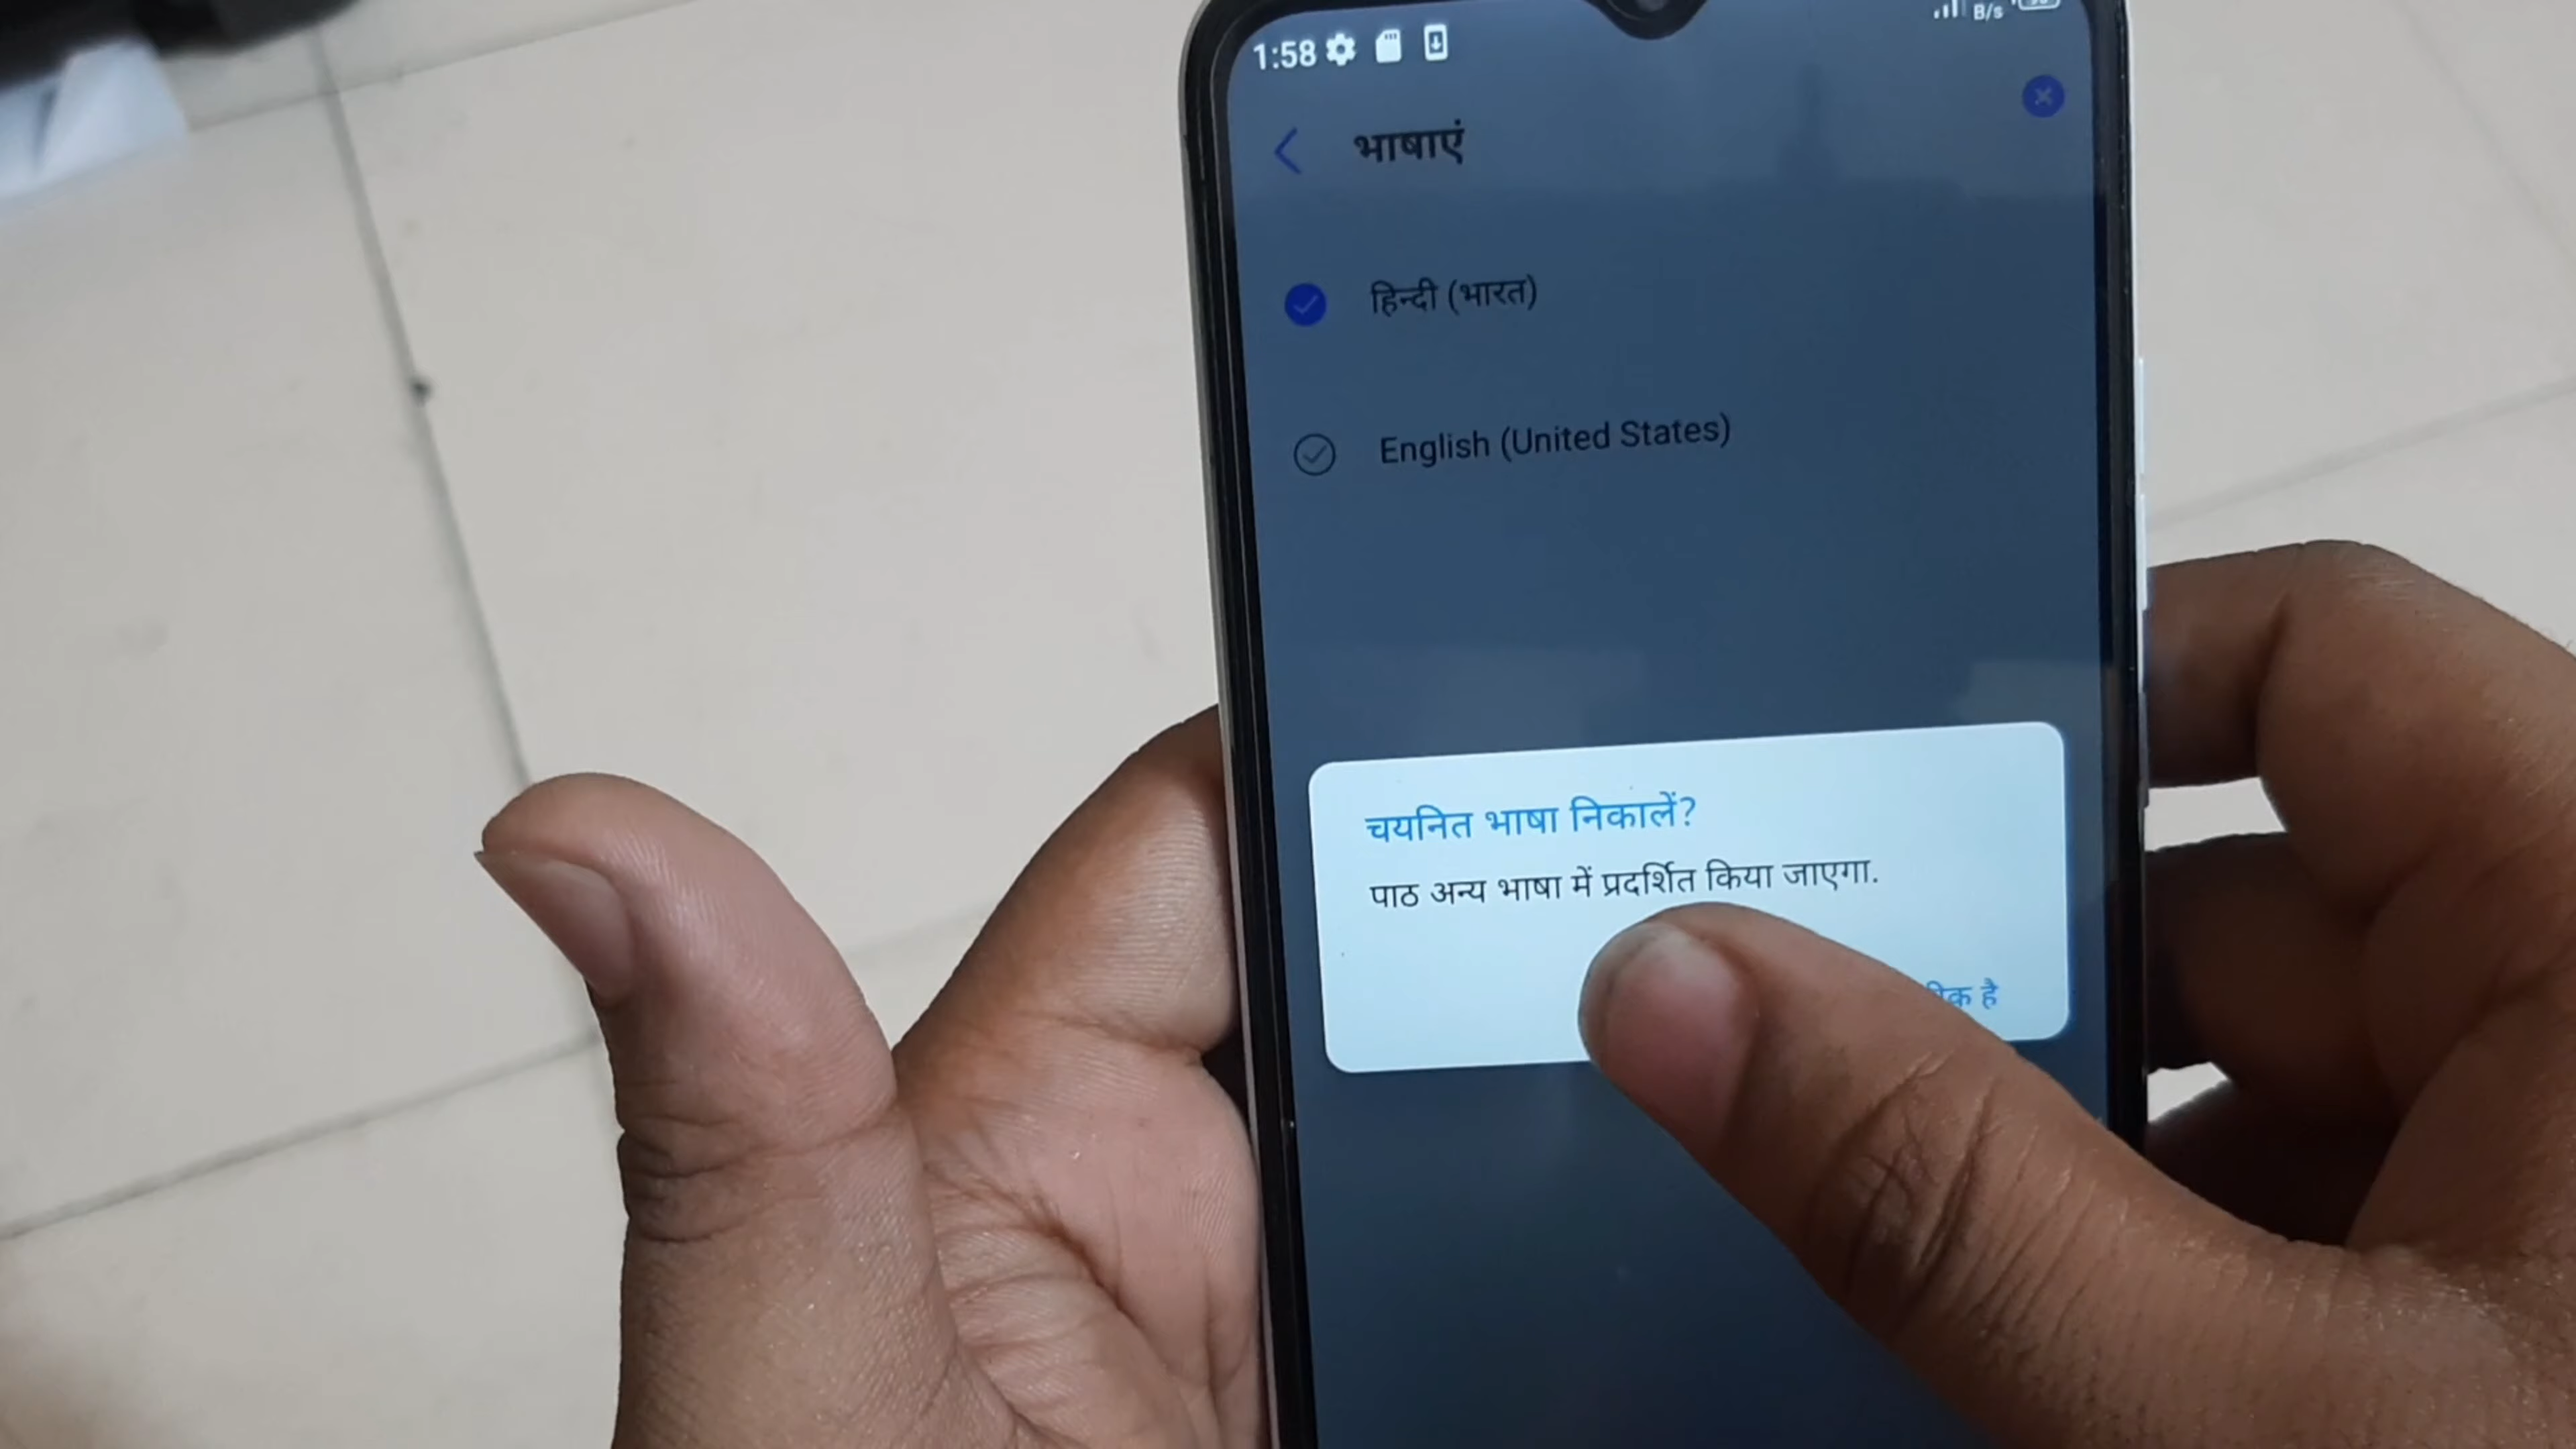 1:58
B/s
भाषाएं
हिन्दी (भारत)
English (United States)
चयनित भाषा निकालें?
पाठ अन्य भाषा में प्रदर्शित किया जाएगा.
है